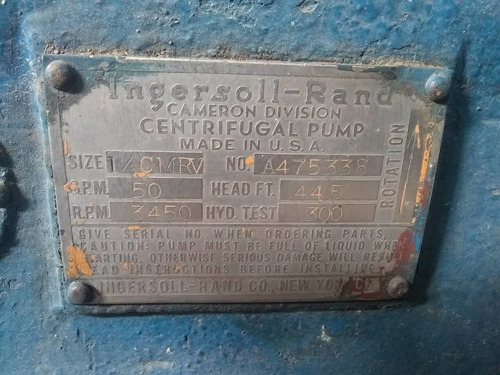 Ingersoll-Rand
CAMERON DIVISION
CENTRIFUGAL PUMP
MADE IN U.S.A.
SIZE NO. A475338
G.P.M. 50 HEAD FT. 445
R.P.M. 3450 HYD. TEST 300
ROTATION
GIVE SERIAL NO. WHEN ORDERING PARTS.
CAUTION: PUMP MUST BE FULL OF LIQUID WHEN
STARTING, OTHERWISE SERIOUS DAMAGE WILL RESULT
READ INSTRUCTIONS BEFORE INSTALLING
INGERSOLL-RAND CO., NEW YORK